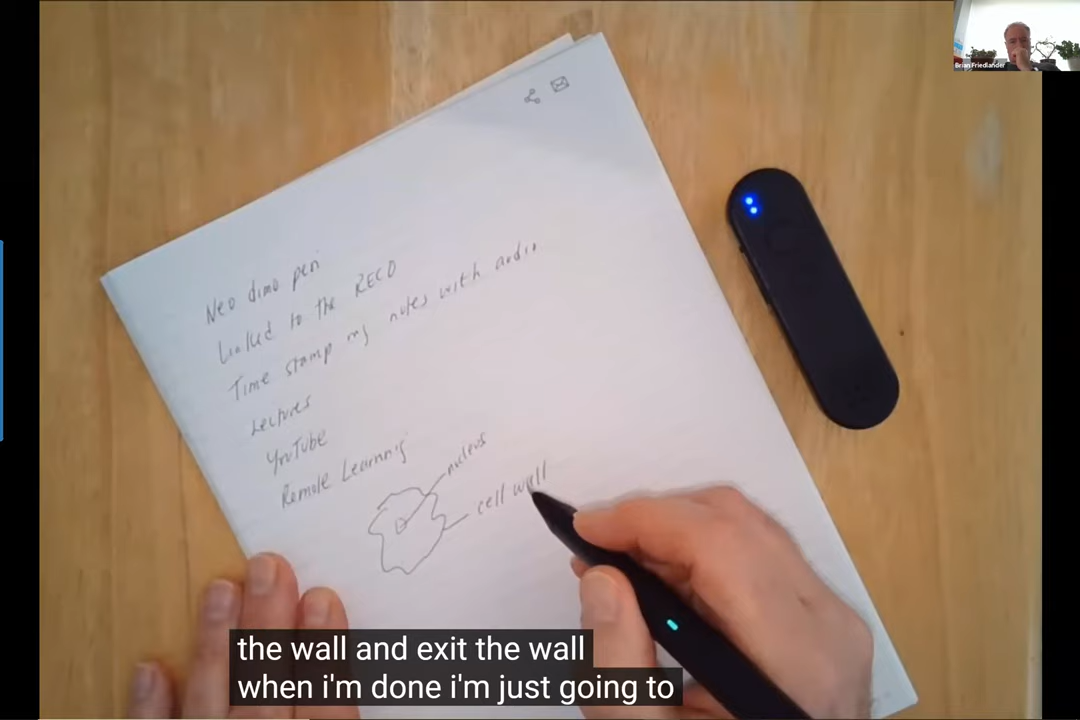 Brian Friedlander
Neo dimo pen
Linked to the RECO
Time stamp my notes with audio
Lectures
YouTube
Remote Learning
nucleus
cell wall
the wall and exit the wall
when i'm done i'm just going to